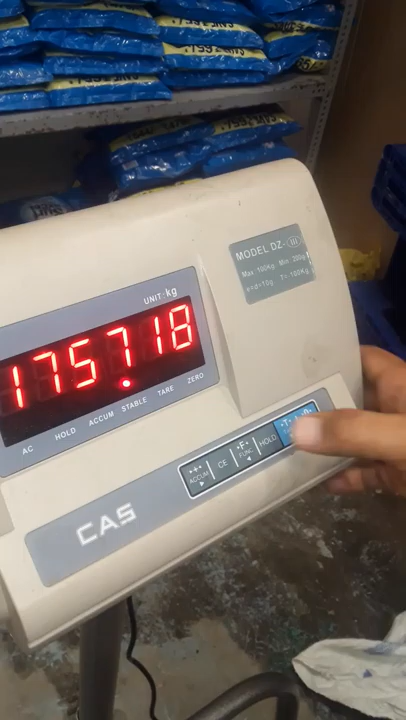 MODEL DZ-III
Max. 100Kg Min. 200g
e=d=10g T=-100Kg
UNIT: kg
175718
AC HOLD ACCUM STABLE TARE ZERO
•+• ACCUM CE •F• FUNC HOLD •T•
CAS